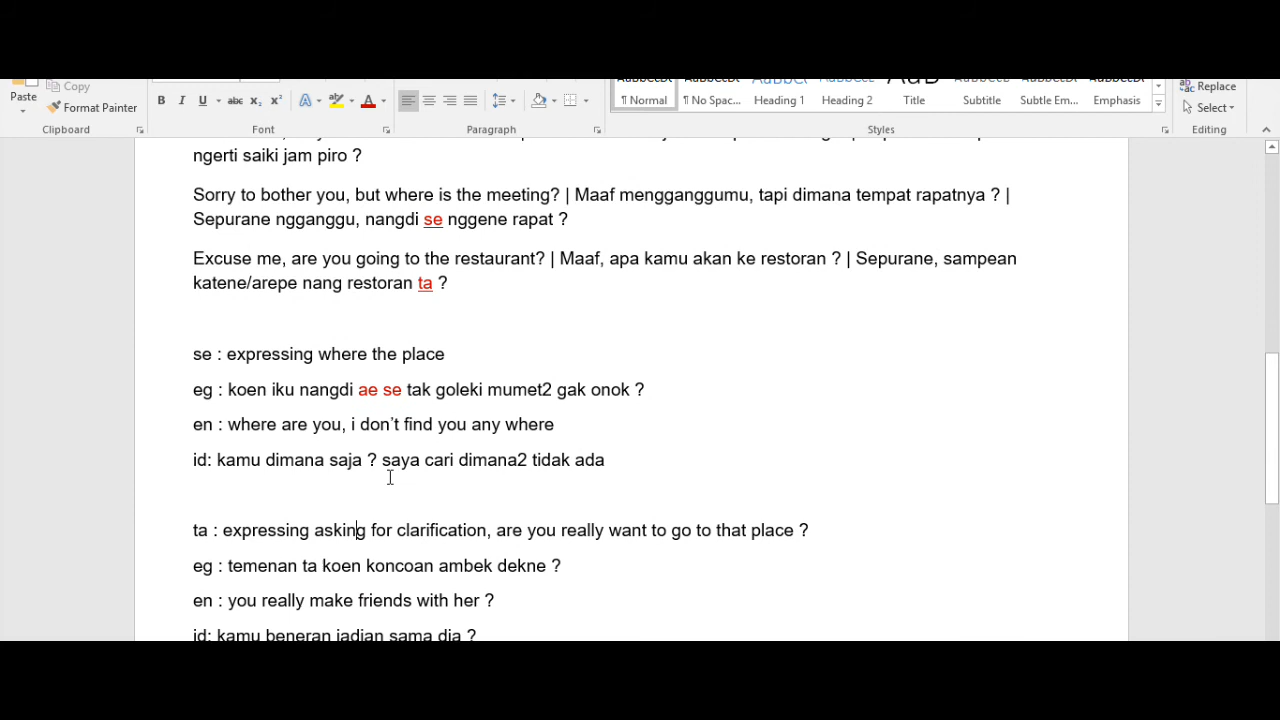 Copy
Replace
Paste
Format Painter
B I U abc x₂ x² A A
¶ Normal
¶ No Spac...
Heading 1
Heading 2
Title
Subtitle
Subtle Em...
Emphasis
Select
Clipboard
Font
Paragraph
Styles
Editing
ngerti saiki jam piro ?
Sorry to bother you, but where is the meeting? | Maaf mengganggumu, tapi dimana tempat rapatnya ? |
Sepurane ngganggu, nangdi se nggene rapat ?
Excuse me, are you going to the restaurant? | Maaf, apa kamu akan ke restoran ? | Sepurane, sampean
katene/arepe nang restoran ta ?
se : expressing where the place
eg : koen iku nangdi ae se tak goleki mumet2 gak onok ?
en : where are you, i don’t find you any where
id: kamu dimana saja ? saya cari dimana2 tidak ada
ta : expressing asking for clarification, are you really want to go to that place ?
eg : temenan ta koen koncoan ambek dekne ?
en : you really make friends with her ?
id: kamu beneran jadian sama dia ?